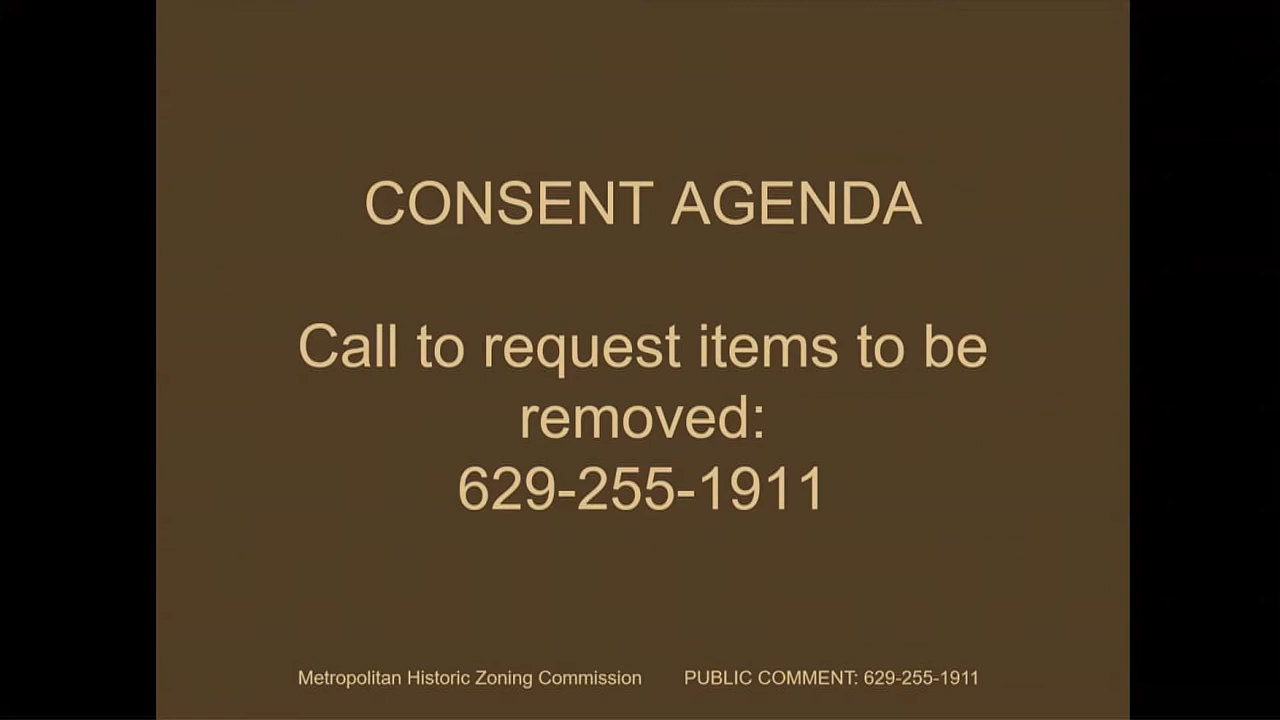 CONSENT AGENDA
Call to request items to be
removed:
629-255-1911
Metropolitan Historic Zoning Commission PUBLIC COMMENT: 629-255-1911